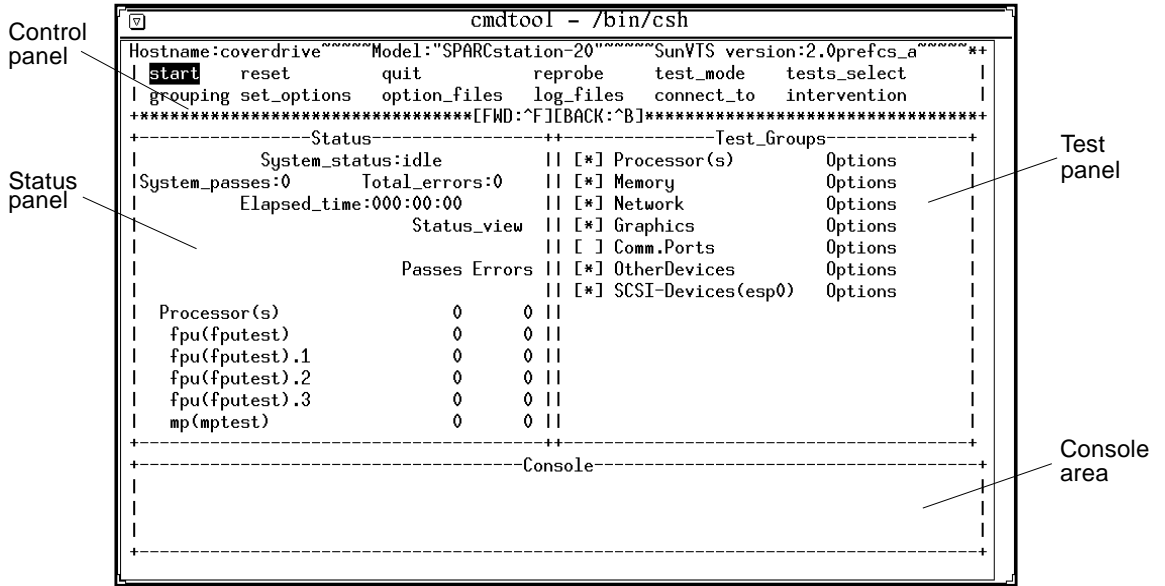 cmdtool - /bin/csh
Control
panel
Hostname:coverdrive~~~~~Model:"SPARCstation-20"~~~~~SunVTS version:2.0prefcs_a~~~~~*+
| start reset quit reprobe test_mode tests_select |
| grouping set_options option_files log_files connect_to intervention |
+*********************************[FWD:^F][BACK:^B]*********************************+
+-----------------Status-----------------++---------------Test_Groups--------------+
| System_status:idle || [*] Processor(s) Options |
|System_passes:0 Total_errors:0 || [*] Memory Options |
| Elapsed_time:000:00:00 || [*] Network Options |
| Status_view || [*] Graphics Options |
| || [ ] Comm.Ports Options |
| Passes Errors || [*] OtherDevices Options |
| || [*] SCSI-Devices(esp0) Options |
| Processor(s) 0 0 || |
| fpu(fputest) 0 0 || |
| fpu(fputest).1 0 0 || |
| fpu(fputest).2 0 0 || |
| fpu(fputest).3 0 0 || |
| mp(mptest) 0 0 || |
+----------------------------------------++----------------------------------------+
+--------------------------------------Console--------------------------------------+
| |
| |
| |
+-----------------------------------------------------------------------------------+
Status
panel
Test
panel
Console
area